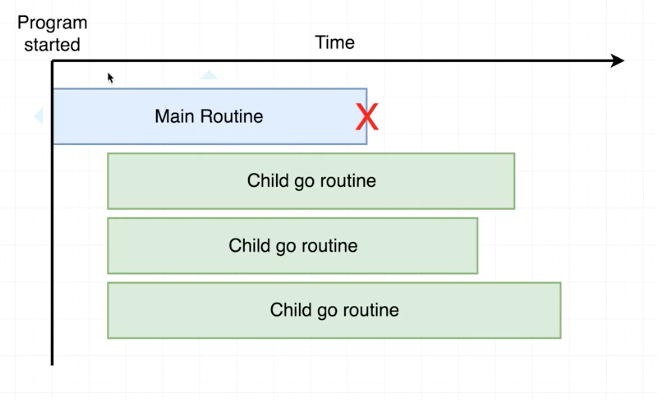 Program
started
Time
Main Routine
X
Child go routine
Child go routine
Child go routine